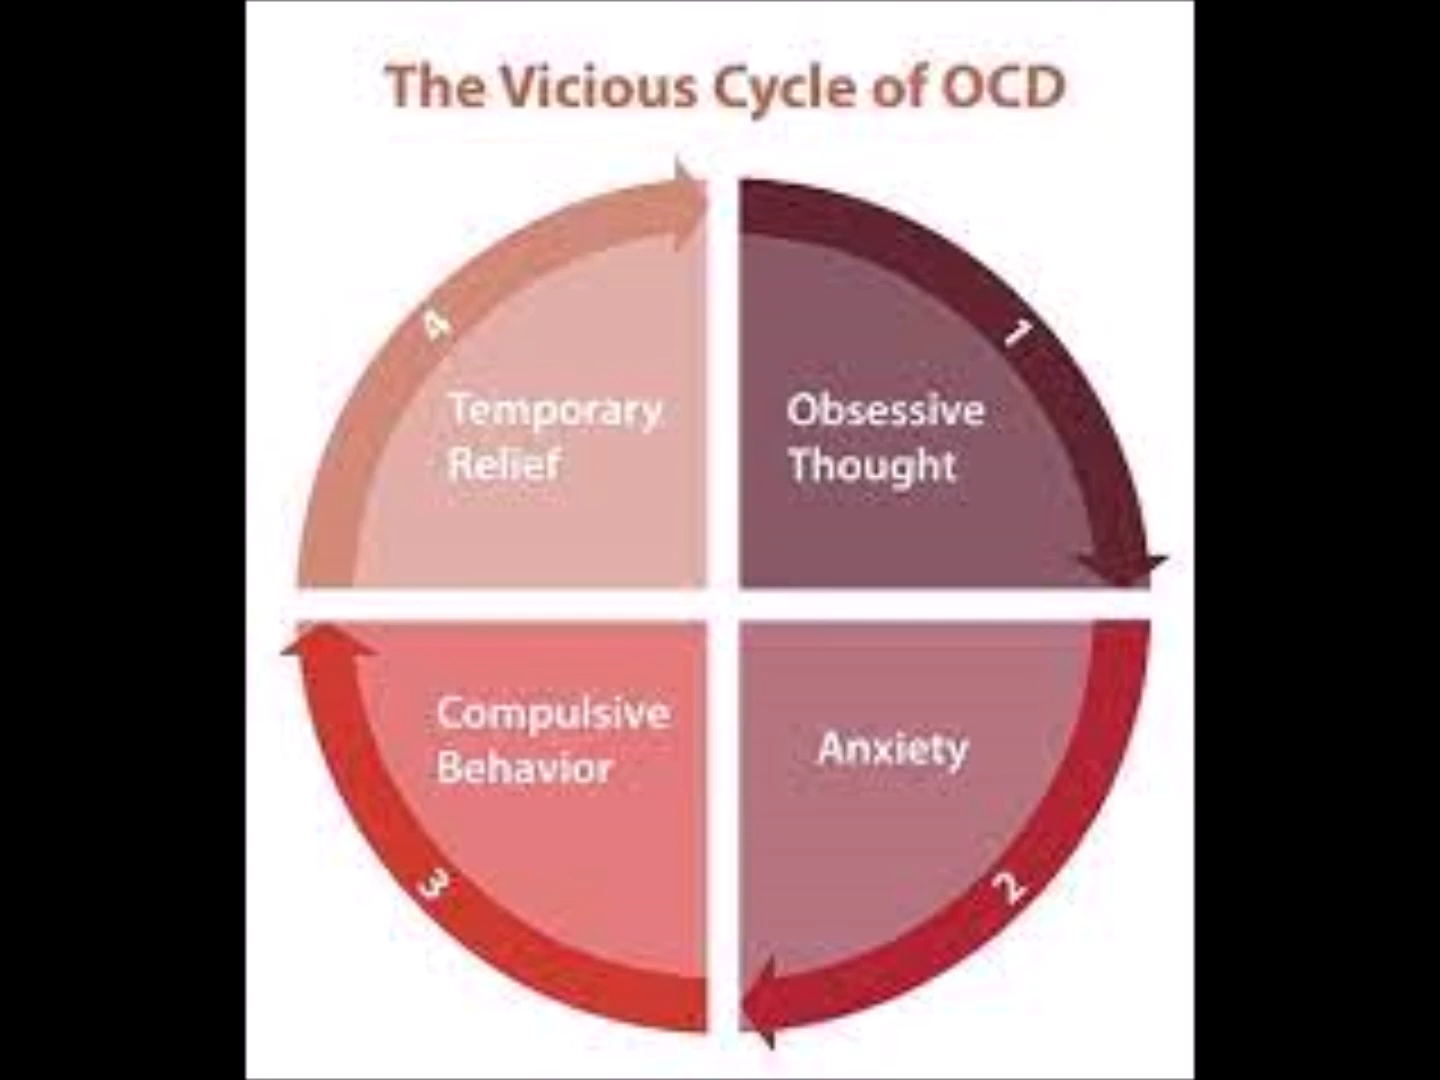 The Vicious Cycle of OCD
1
Obsessive
Thought
2
Anxiety
3
Compulsive
Behavior
4
Temporary
Relief